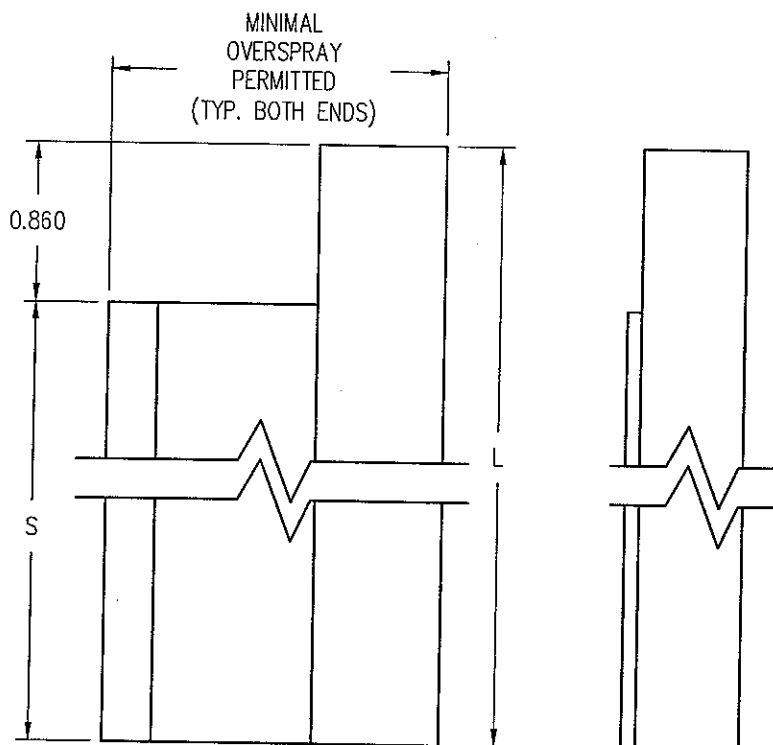 MINIMAL
OVERSPRAY
PERMITTED
(TYP. BOTH ENDS)
0.860
L
S